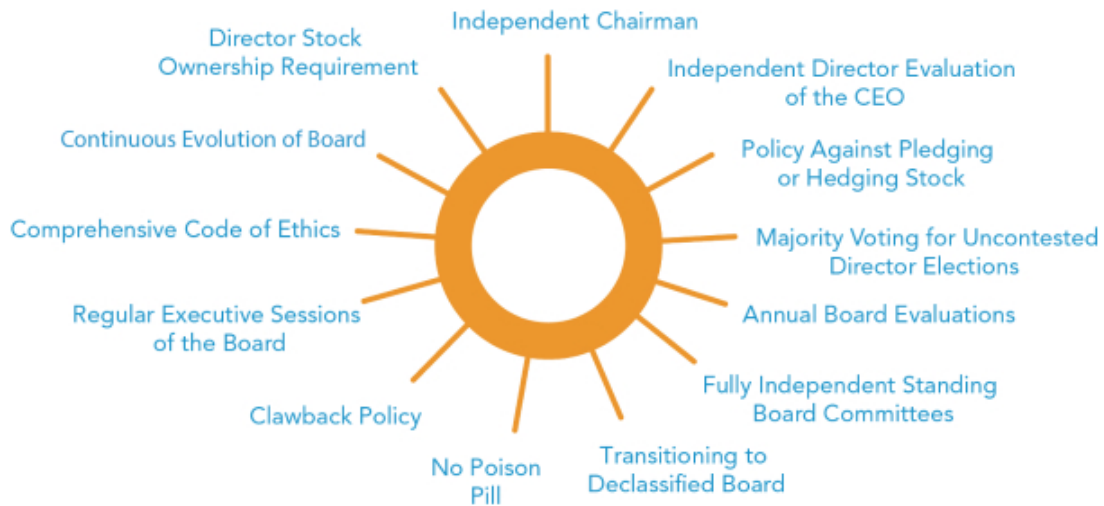 Independent Chairman
Independent Director Evaluation
of the CEO
Policy Against Pledging
or Hedging Stock
Majority Voting for Uncontested
Director Elections
Annual Board Evaluations
Fully Independent Standing
Board Committees
Transitioning to
Declassified Board
No Poison
Pill
Clawback Policy
Regular Executive Sessions
of the Board
Comprehensive Code of Ethics
Continuous Evolution of Board
Director Stock
Ownership Requirement